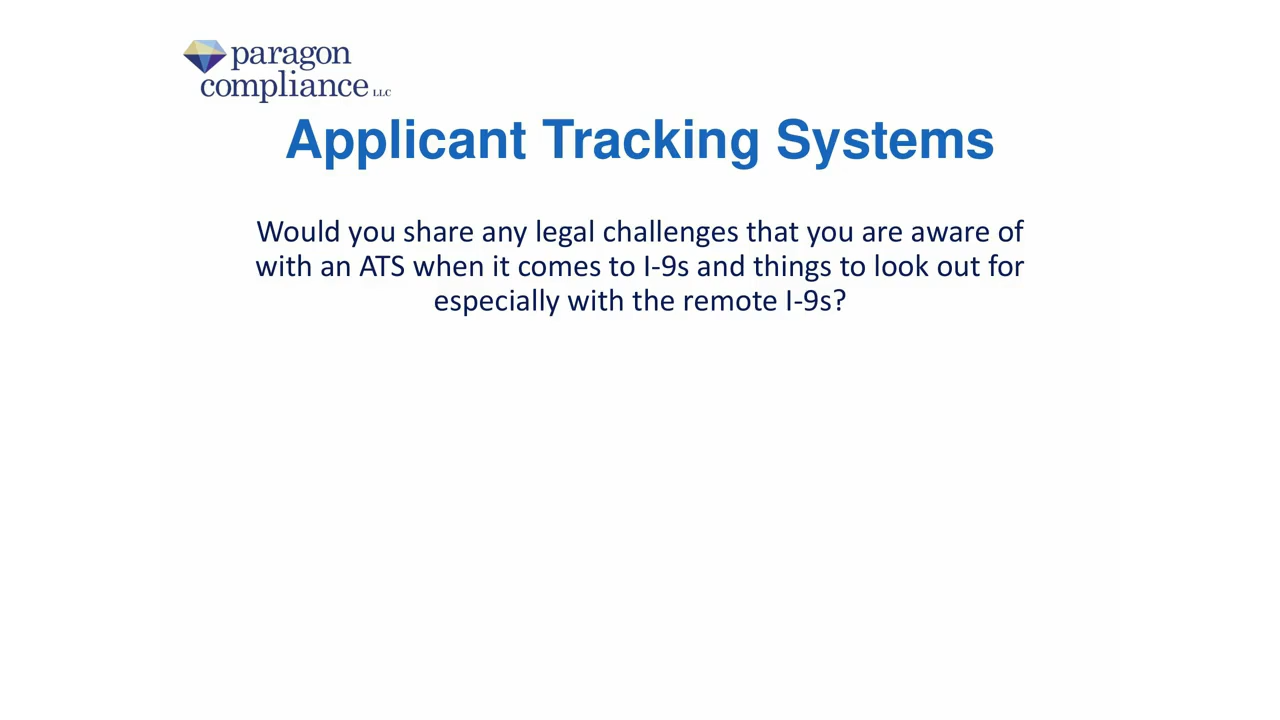 paragon
compliance LLC
Applicant Tracking Systems
Would you share any legal challenges that you are aware of
with an ATS when it comes to I-9s and things to look out for
especially with the remote I-9s?